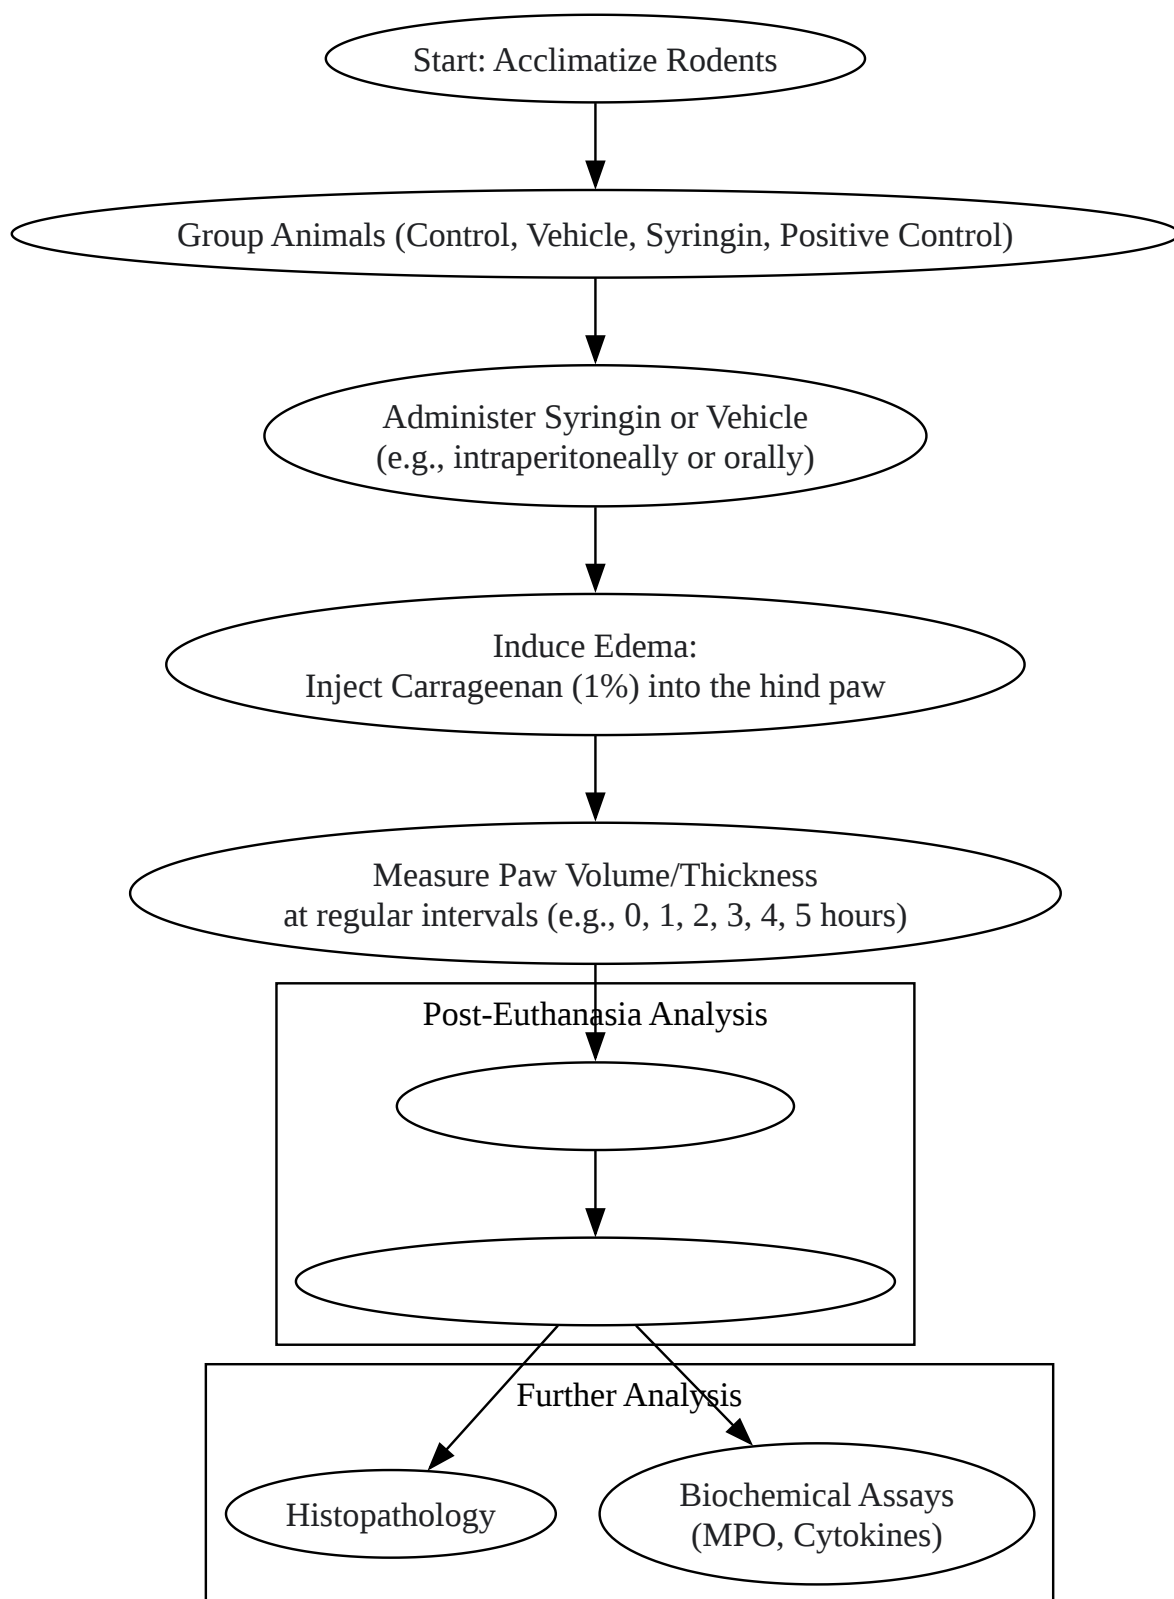 Start: Acclimatize Rodents
Group Animals (Control, Vehicle, Syringin, Positive Control)
Administer Syringin or Vehicle
(e.g., intraperitoneally or orally)
Induce Edema:
Inject Carrageenan (1%) into the hind paw
Measure Paw Volume/Thickness
at regular intervals (e.g., 0, 1, 2, 3, 4, 5 hours)
Post-Euthanasia Analysis
Further Analysis
Histopathology
Biochemical Assays
(MPO, Cytokines)